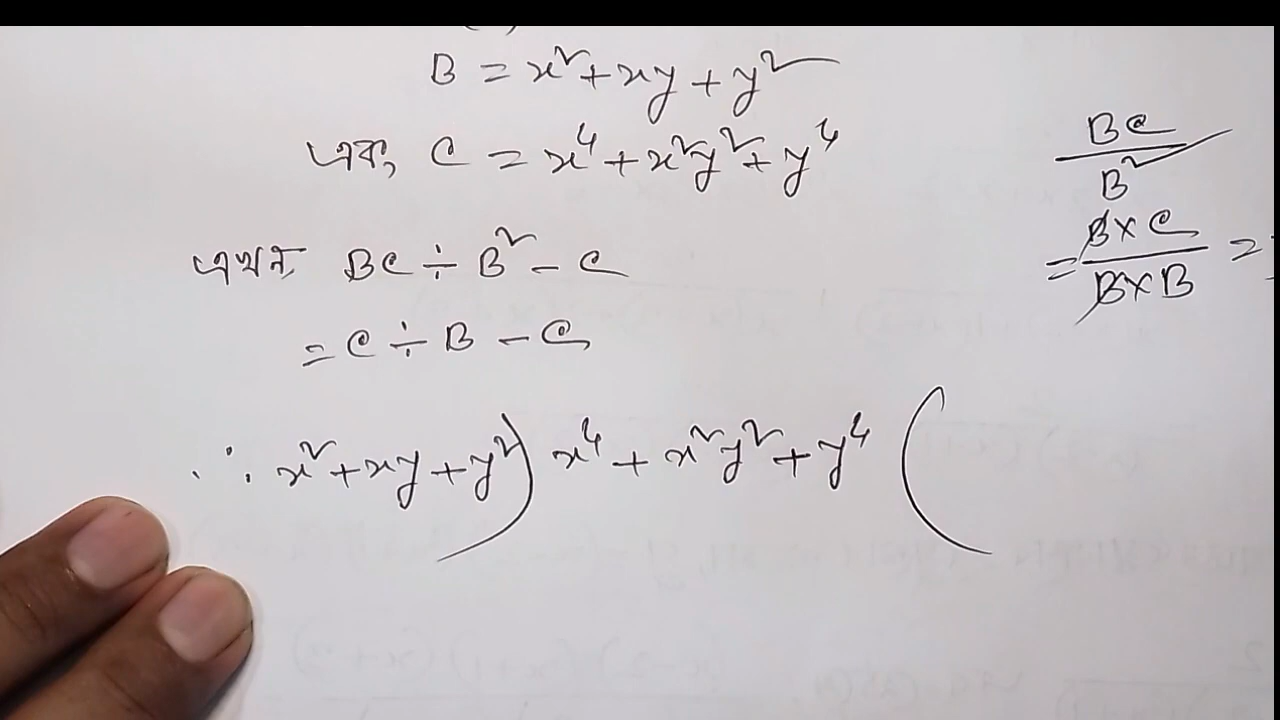 B = x² + xy + y²
এবং, C = x⁴ + x²y² + y⁴
এখন, BC ÷ B² - C
= C ÷ B - C
∴ x² + xy + y² ) x⁴ + x²y² + y⁴ (
BC
B²
= B × C =
B × B